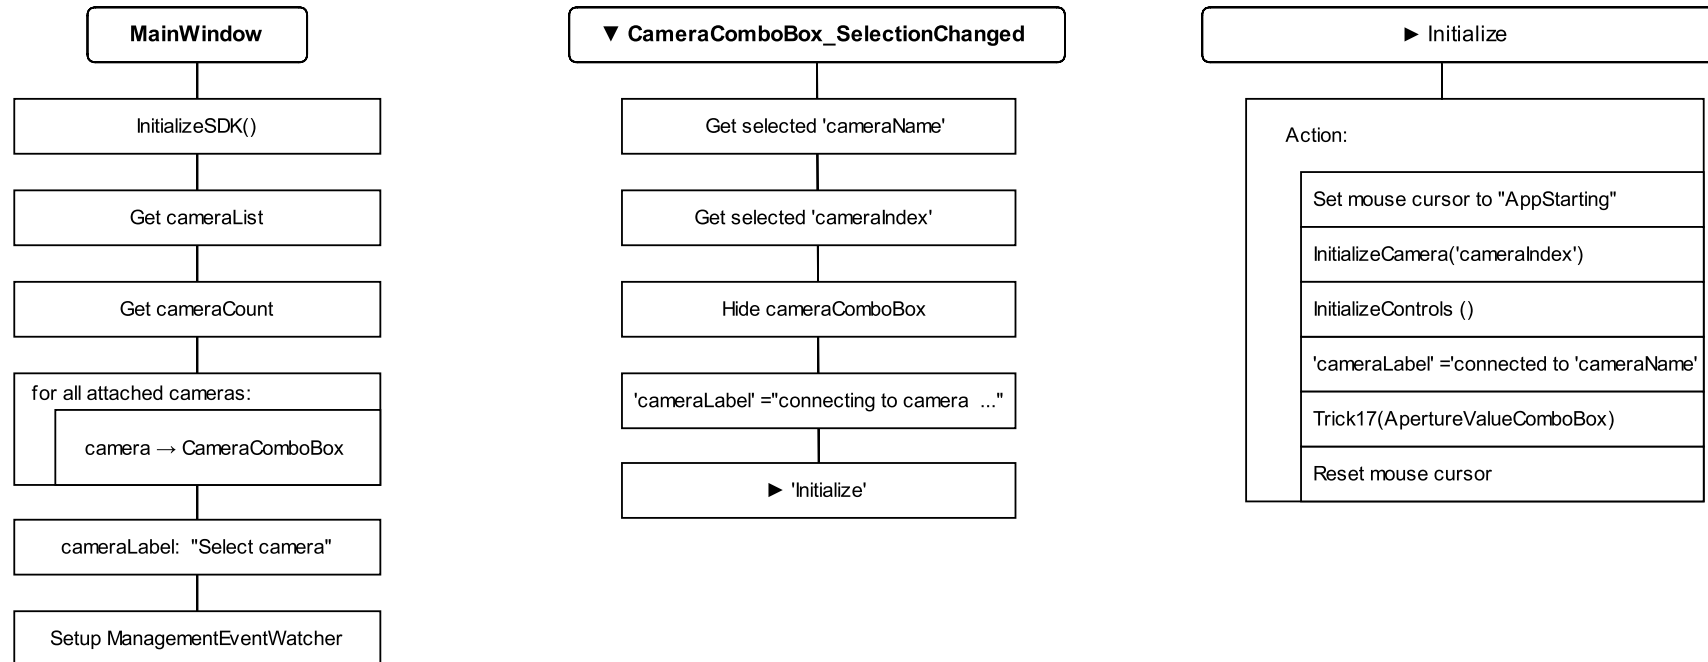 MainWindow
InitializeSDK()
Get cameraList
Get cameraCount
for all attached cameras:
camera → CameraComboBox
cameraLabel:  "Select camera"
Setup ManagementEventWatcher
▼ CameraComboBox_SelectionChanged
Get selected 'cameraName'
Get selected 'cameraIndex'
Hide cameraComboBox
'cameraLabel' ="connecting to camera  ..."
► 'Initialize'
► Initialize
Action:
Set mouse cursor to "AppStarting"
InitializeCamera('cameraIndex')
InitializeControls ()
'cameraLabel' ='connected to 'cameraName'
Trick17(ApertureValueComboBox)
Reset mouse cursor